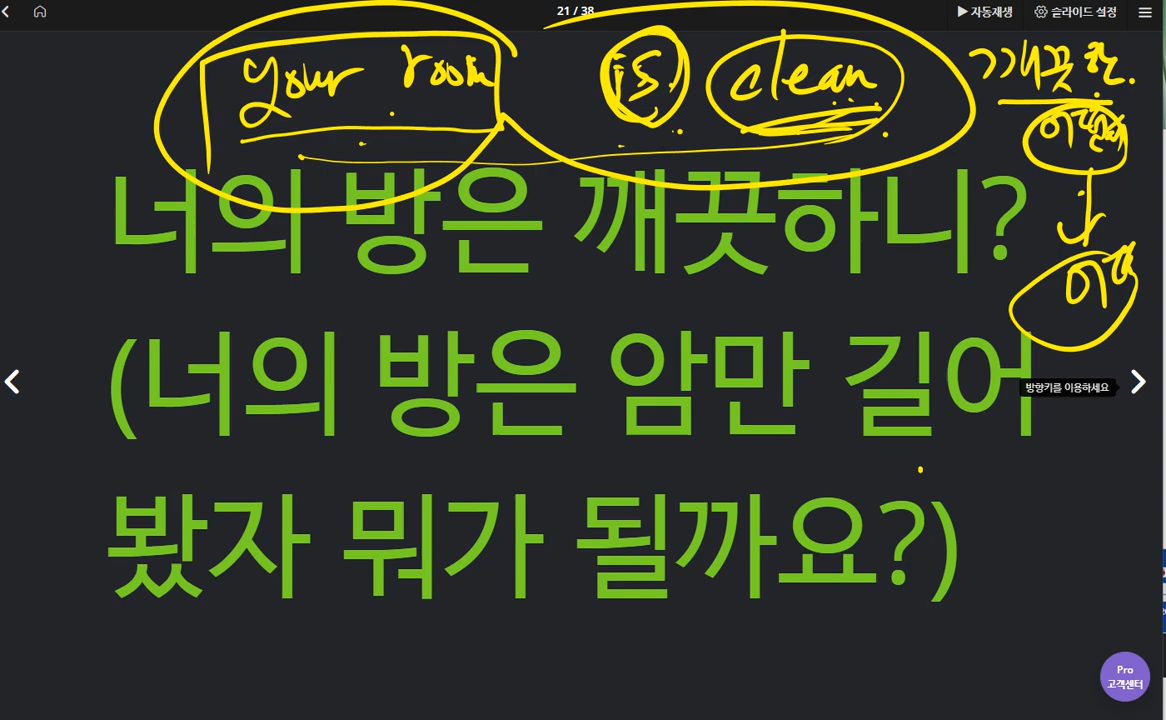 21 / 38
자동재생
슬라이드 설정
your room is clean
깨끗한.
너의 방은 깨끗하니?
(너의 방은 암만 길어
방향키를 이용하세요
봤자 뭐가 될까요?)
Pro
고객센터